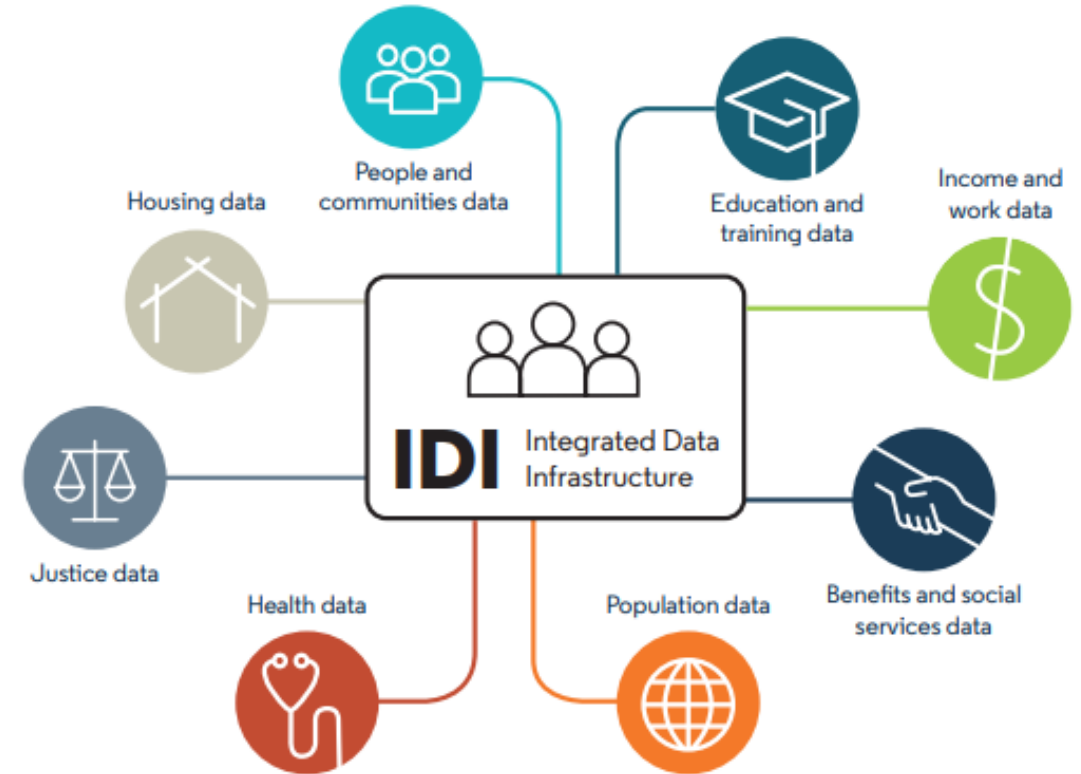 People and
communities data
Education and
training data
Income and
work data
Housing data
IDI
Integrated Data
Infrastructure
Justice data
Health data
Population data
Benefits and social
services data